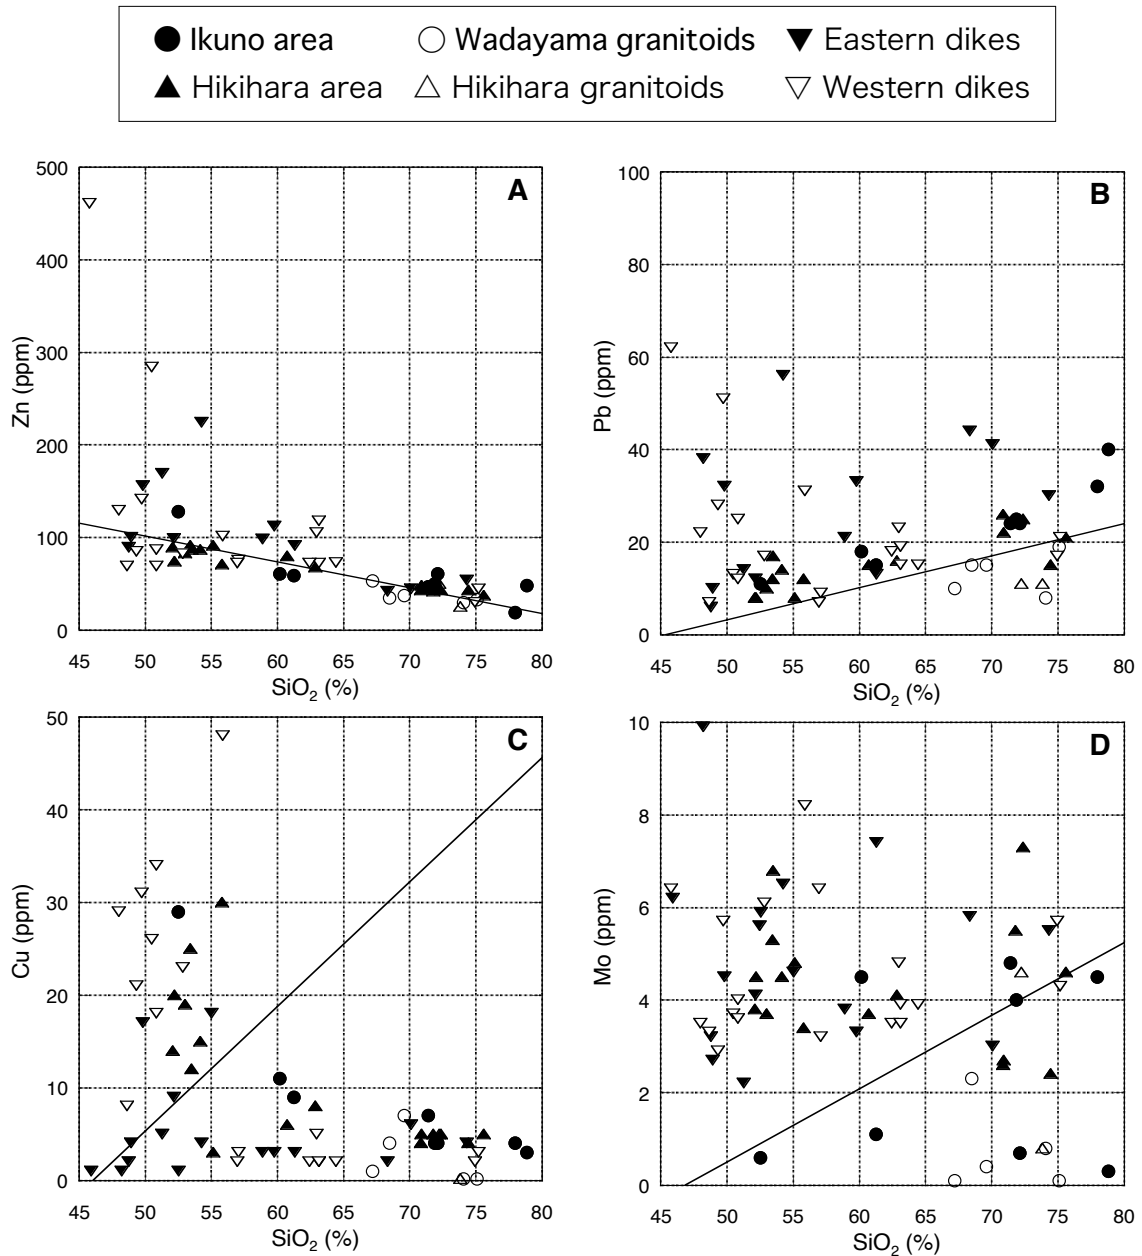 Ikuno area Wadayama granitoids Eastern dikes
Hikihara area Hikihara granitoids Western dikes
A
Zn (ppm)
500
400
300
200
100
0
45 50 55 60 65 70 75 80
SiO2 (%)
B
Pb (ppm)
100
80
60
40
20
0
45 50 55 60 65 70 75 80
SiO2 (%)
C
Cu (ppm)
50
40
30
20
10
0
45 50 55 60 65 70 75 80
SiO2 (%)
D
Mo (ppm)
10
8
6
4
2
0
45 50 55 60 65 70 75 80
SiO2 (%)